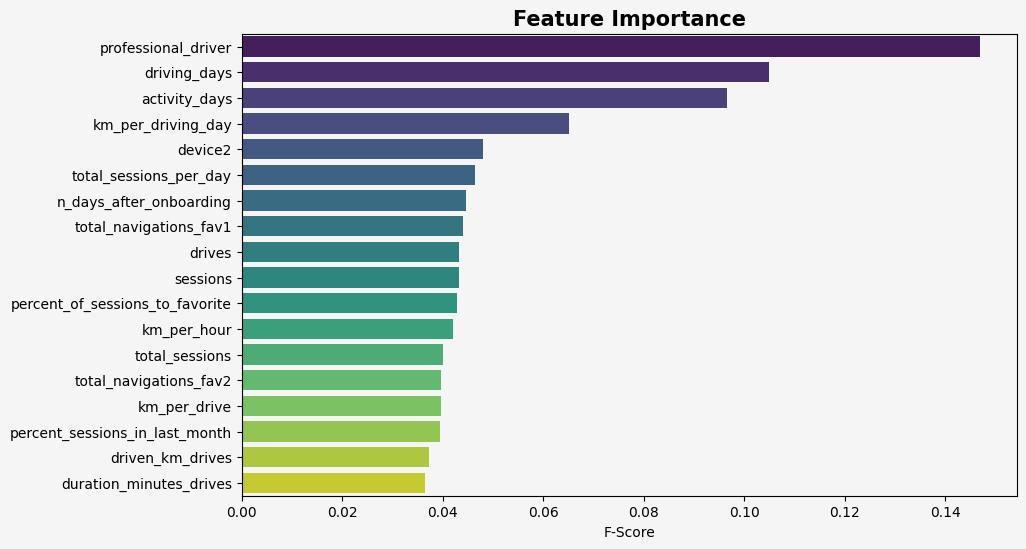 Feature Importance
professional_driver
driving_days
activity_days
km_per_driving_day
device2
total_sessions_per_day
n_days_after_onboarding
total_navigations_fav1
drives
sessions
percent_of_sessions_to_favorite
km_per_hour
total_sessions
total_navigations_fav2
km_per_drive
percent_sessions_in_last_month
driven_km_drives
duration_minutes_drives
0.00 0.02 0.04 0.06 0.08 0.10 0.12 0.14
F-Score